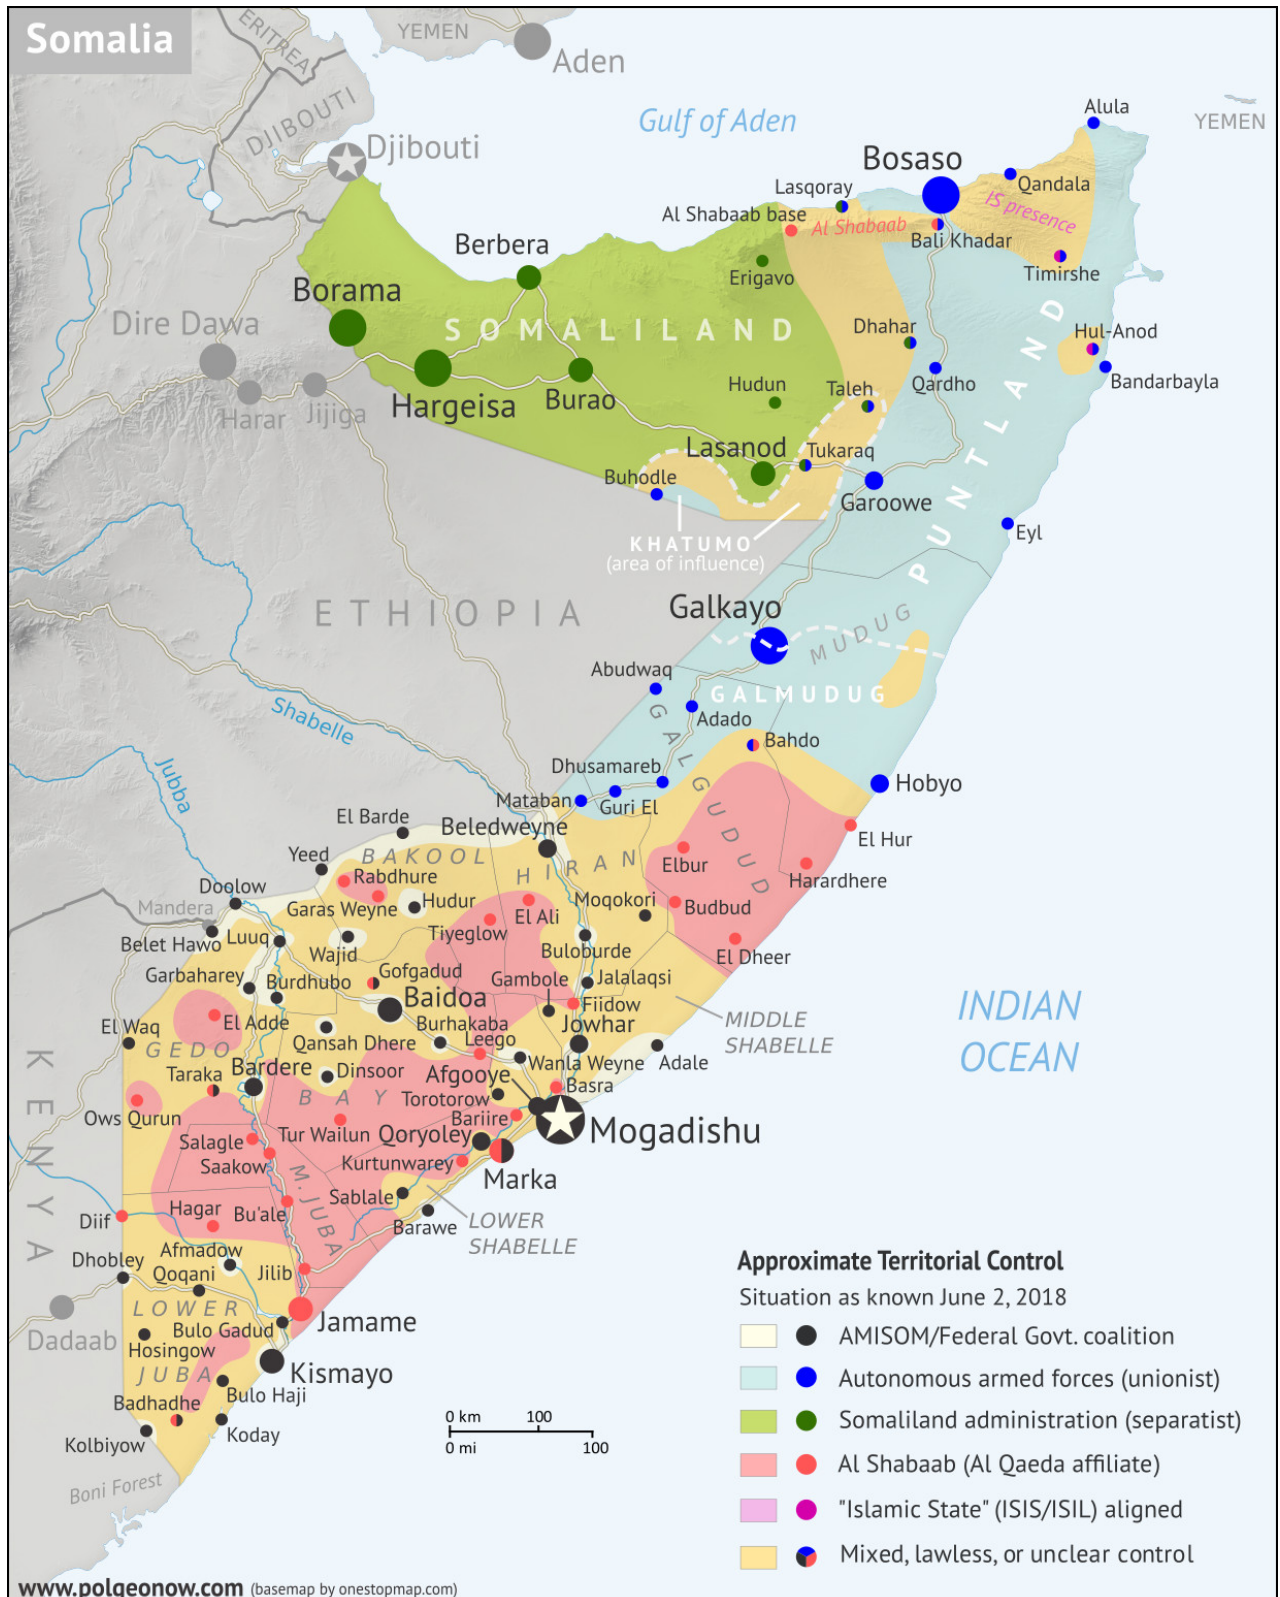 Somalia
ERITREA
YEMEN
Aden
DJIBOUTI
Djibouti
Gulf of Aden
Alula
YEMEN
Bosaso
Qandala
Lasqoray
IS presence
Al Shabaab base
Al Shabaab
Bali Khadar
Berbera
Erigavo
Timirshe
Borama
Dire Dawa
SOMALILAND
Dhahar
Hul-Anod
Hudun
Taleh
Qardho
Bandarbayla
Harar
Jijiga
Hargeisa
Burao
PUNTLAND
Lasanod
Tukaraq
Buhodle
Garoowe
Eyl
KHATUMO
(area of influence)
ETHIOPIA
Galkayo
MUDUG
Abudwaq
GALMUDUG
Shabelle
Adado
GALGUDUD
Bahdo
Jubba
Dhusamareb
Hobyo
Mataban
Guri El
El Barde
Beledweyne
El Hur
Yeed
BAKOOL
HIRAN
Elbur
Rabdhure
Harardhere
Doolow
Mandera
Garas Weyne
Hudur
El Ali
Moqokori
Budbud
Belet Hawo
Luuq
Wajid
Tiyeglow
Buloburde
El Dheer
Garbaharey
Burdhubo
Gofgadud
Gambole
Jalalaqsi
Baidoa
Fiidow
INDIAN
OCEAN
El Waq
El Adde
Qansah Dhere
Burhakaba
Leego
Jowhar
MIDDLE
SHABELLE
KENYA
GEDO
Taraka
Bardere
Dinsoor
Wanla Weyne
Adale
Afgooye
Basra
BAY
Torotorow
Ows Qurun
Bariire
Mogadishu
Salagle
Tur Wailun
Qoryoley
Saakow
Kurtunwarey
Marka
M. JUBA
Sablale
Hagar
Bu'ale
Diif
Barawe
LOWER
SHABELLE
Afmadow
Dhobley
Qoqani
Jilib
LOWER
Bulo Gadud
Jamame
Dadaab
Hosingow
JUBA
Kismayo
Badhadhe
Bulo Haji
Kolbiyow
Koday
Boni Forest
0 km 100
0 mi 100
Approximate Territorial Control
Situation as known June 2, 2018
AMISOM/Federal Govt. coalition
Autonomous armed forces (unionist)
Somaliland administration (separatist)
Al Shabaab (Al Qaeda affiliate)
"Islamic State" (ISIS/ISIL) aligned
Mixed, lawless, or unclear control
www.polgeonow.com (basemap by onestopmap.com)